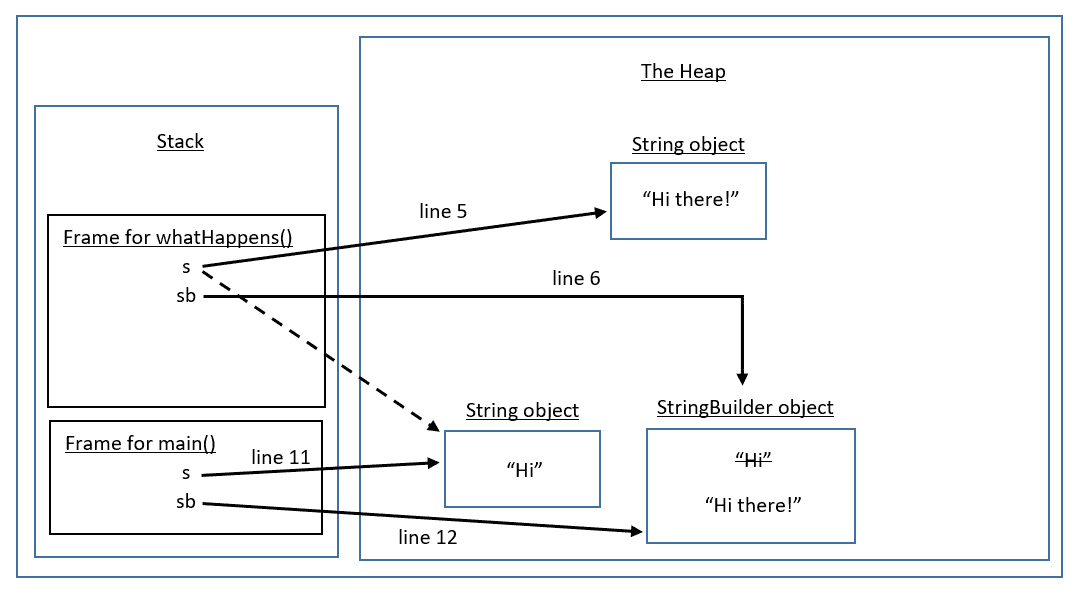 The Heap
Stack
String object
“Hi there!”
line 5
Frame for whatHappens()
s
sb
line 6
String object
StringBuilder object
“Hi”
“Hi”
“Hi there!”
Frame for main()
s
line 11
sb
line 12